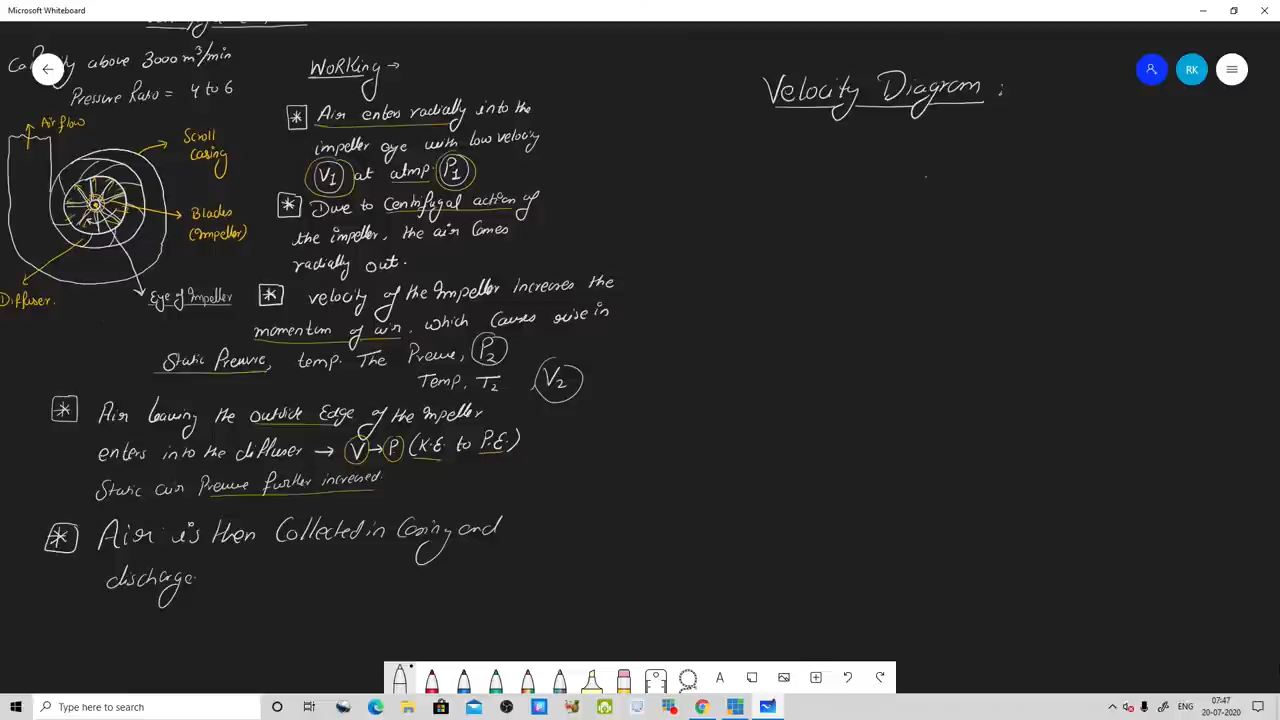 Microsoft Whiteboard
above 3000 m³/min
Pressure Ratio = 4 to 6
Air flow
Scroll
Casing
Blades
(Impeller)
Eye of Impeller
Diffuser.
Working →
* Air enters radially into the
impeller eye with low velocity
V1 at atmp. P1
* Due to Centrifugal action of
the impeller, the air Comes
radially out.
* velocity of the Impeller increases the
momentum of air, which Causes rise in
Static Pressure, temp. The Pressure, P2
Temp, T2 , V2
* Air leaving the outside Edge of the Impeller
enters into the diffuser → V → P (K.E. to P.E.)
Static air Pressure further increased.
* Air is then Collected in Casing and
discharge.
Velocity Diagram :
RK
Type here to search
ENG
07:47
20-07-2020